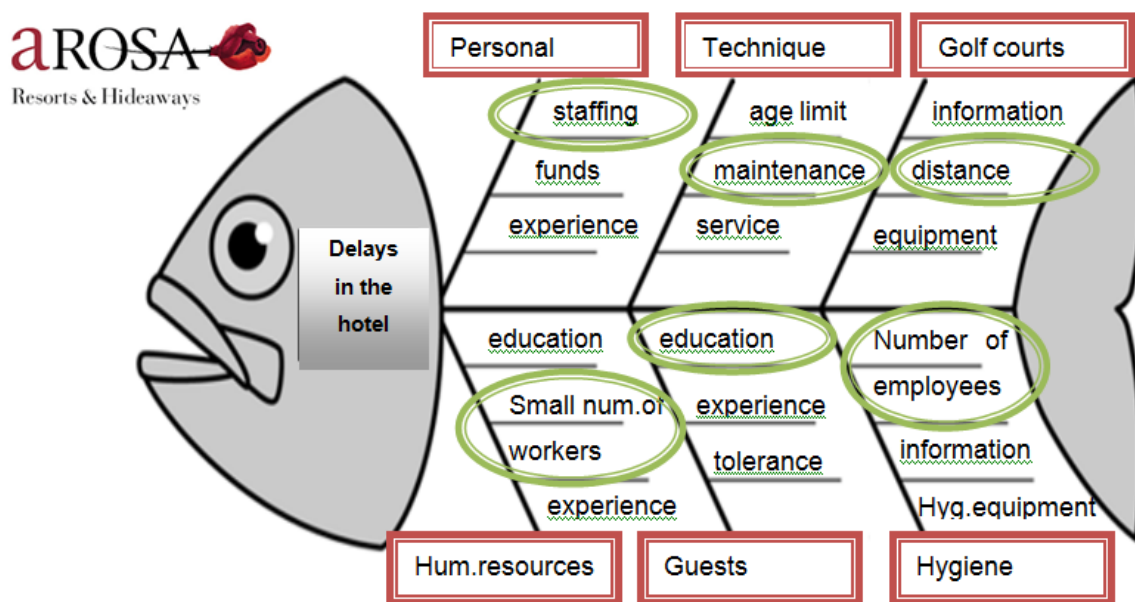 aROSA
Resorts & Hideaways
Personal
Technique
Golf courts
staffing
funds
experience
age limit
maintenance
service
information
distance
equipment
Delays
in the
hotel
education
Small num.of
workers
experience
education
experience
tolerance
Number of
employees
information
Hyg.equipment
Hum.resources
Guests
Hygiene